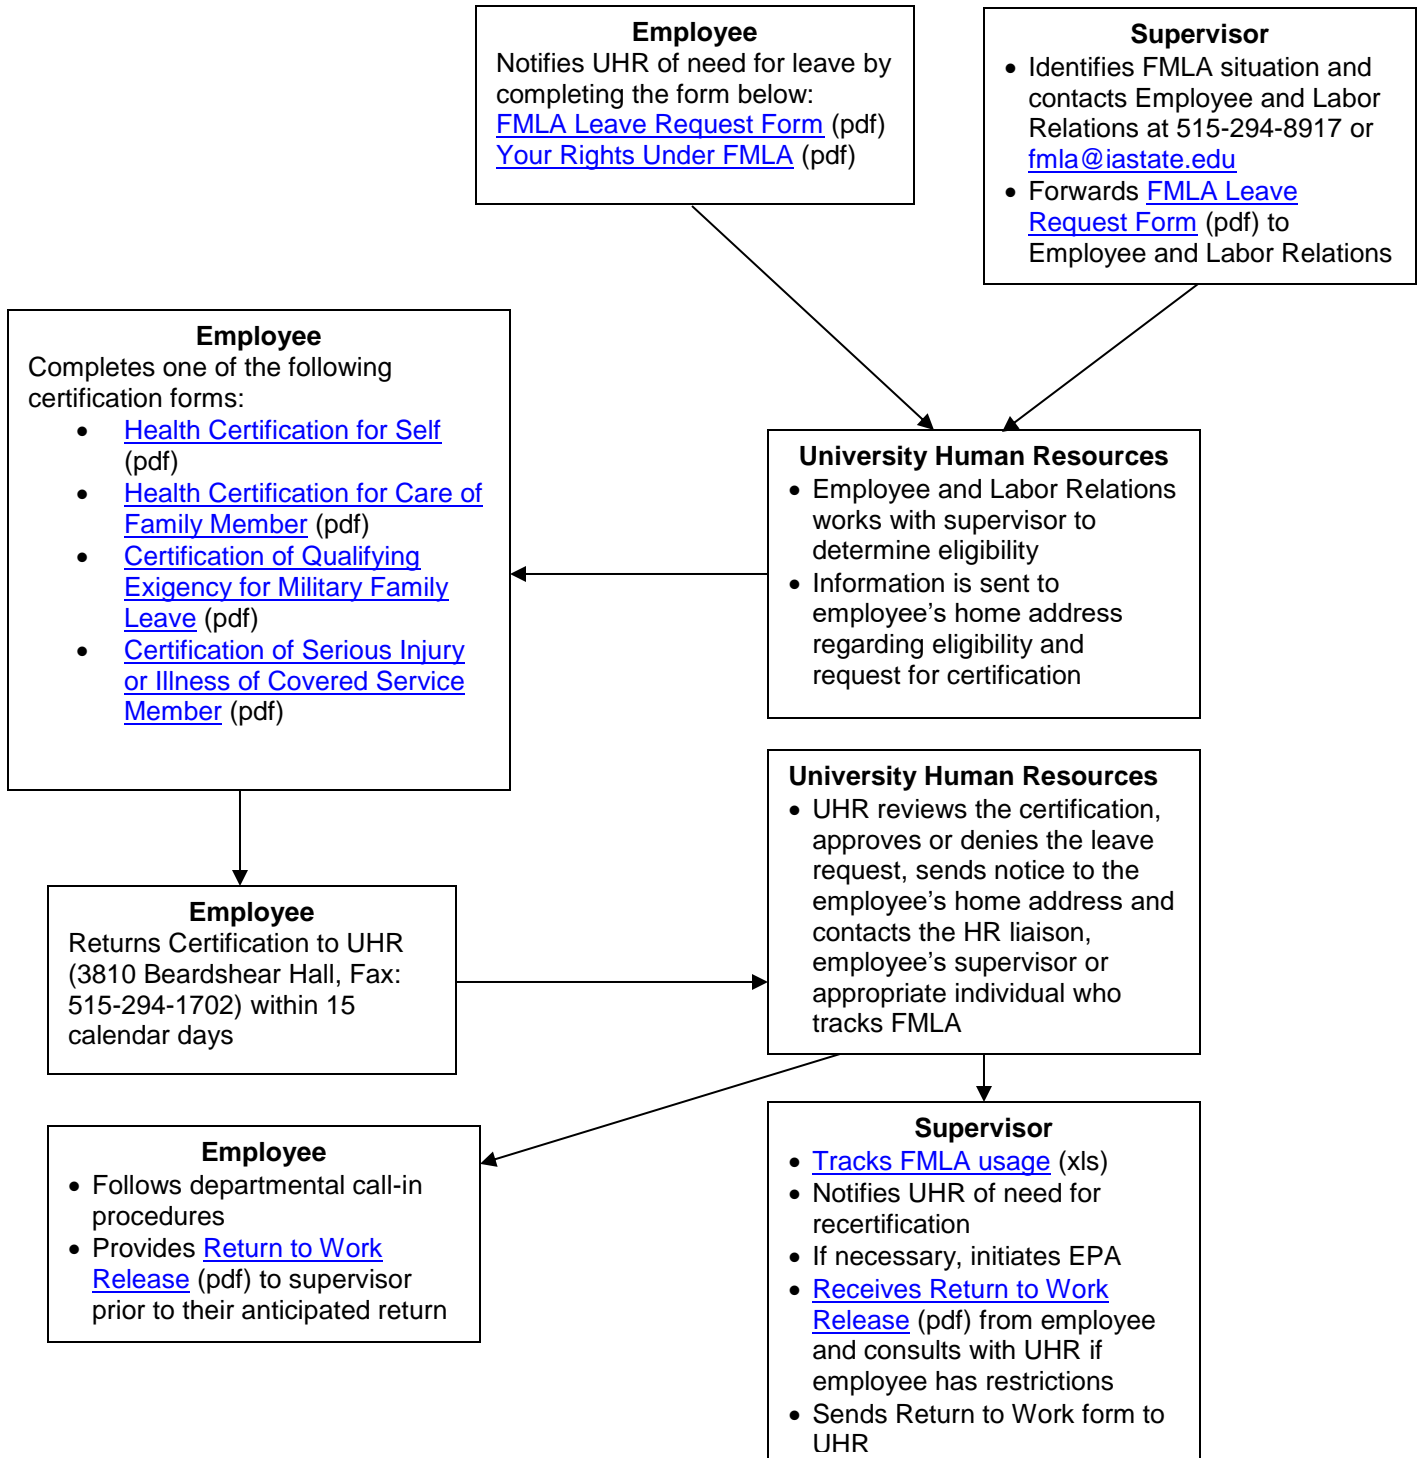 Employee
Notifies UHR of need for leave by
completing the form below:
FMLA Leave Request Form (pdf)
Your Rights Under FMLA (pdf)
Supervisor
• Identifies FMLA situation and
contacts Employee and Labor
Relations at 515-294-8917 or
fmla@iastate.edu
• Forwards FMLA Leave
Request Form (pdf) to
Employee and Labor Relations
Employee
Completes one of the following
certification forms:
• Health Certification for Self
(pdf)
• Health Certification for Care of
Family Member (pdf)
• Certification of Qualifying
Exigency for Military Family
Leave (pdf)
• Certification of Serious Injury
or Illness of Covered Service
Member (pdf)
University Human Resources
• Employee and Labor Relations
works with supervisor to
determine eligibility
• Information is sent to
employee’s home address
regarding eligibility and
request for certification
Employee
Returns Certification to UHR
(3810 Beardshear Hall, Fax:
515-294-1702) within 15
calendar days
University Human Resources
• UHR reviews the certification,
approves or denies the leave
request, sends notice to the
employee’s home address and
contacts the HR liaison,
employee’s supervisor or
appropriate individual who
tracks FMLA
Employee
• Follows departmental call-in
procedures
• Provides Return to Work
Release (pdf) to supervisor
prior to their anticipated return
Supervisor
• Tracks FMLA usage (xls)
• Notifies UHR of need for
recertification
• If necessary, initiates EPA
• Receives Return to Work
Release (pdf) from employee
and consults with UHR if
employee has restrictions
• Sends Return to Work form to
UHR